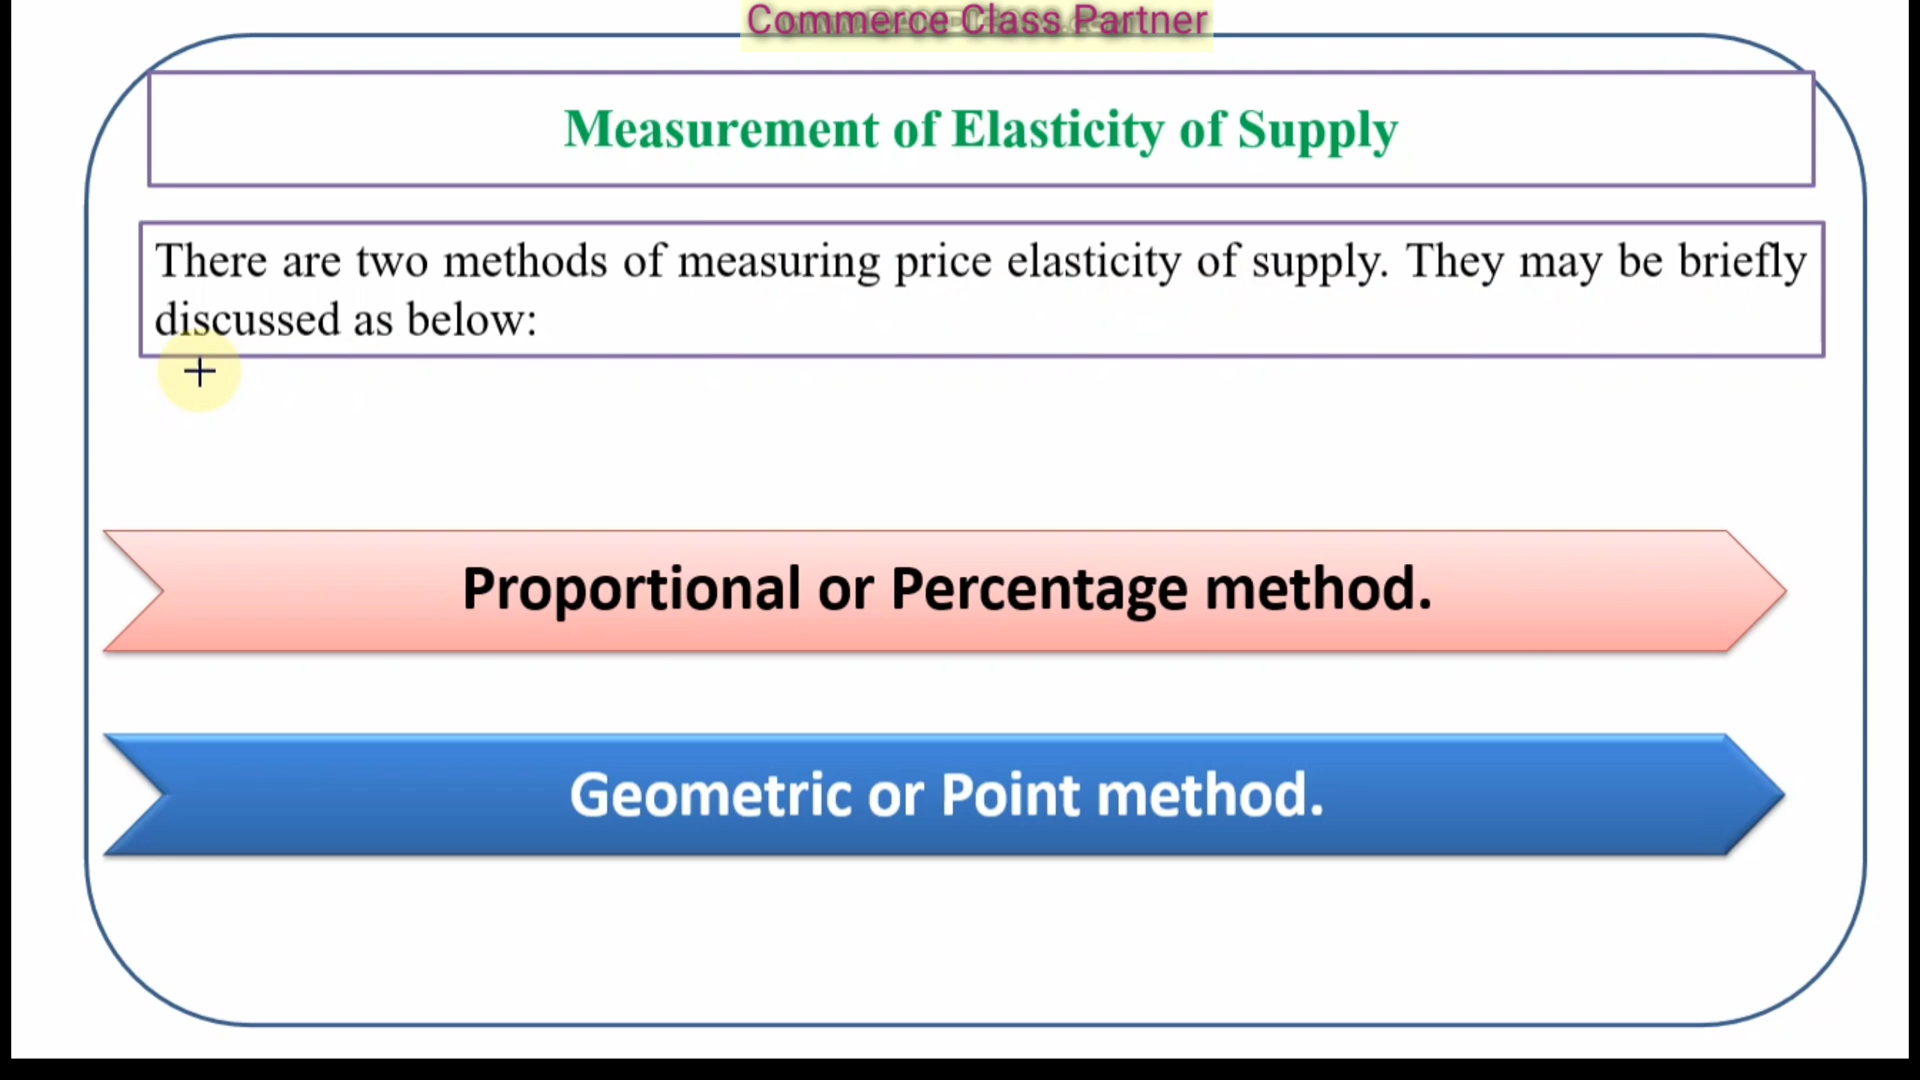 Commerce Class Partner
Measurement of Elasticity of Supply
There are two methods of measuring price elasticity of supply. They may be briefly
discussed as below:
Proportional or Percentage method.
Geometric or Point method.